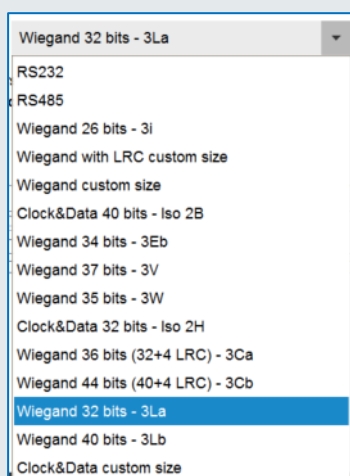 Wiegand 32 bits - 3La
RS232
RS485
Wiegand 26 bits - 3i
Wiegand with LRC custom size
Wiegand custom size
Clock&Data 40 bits - Iso 2B
Wiegand 34 bits - 3Eb
Wiegand 37 bits - 3V
Wiegand 35 bits - 3W
Clock&Data 32 bits - Iso 2H
Wiegand 36 bits (32+4 LRC) - 3Ca
Wiegand 44 bits (40+4 LRC) - 3Cb
Wiegand 32 bits - 3La
Wiegand 40 bits - 3Lb
Clock&Data custom size